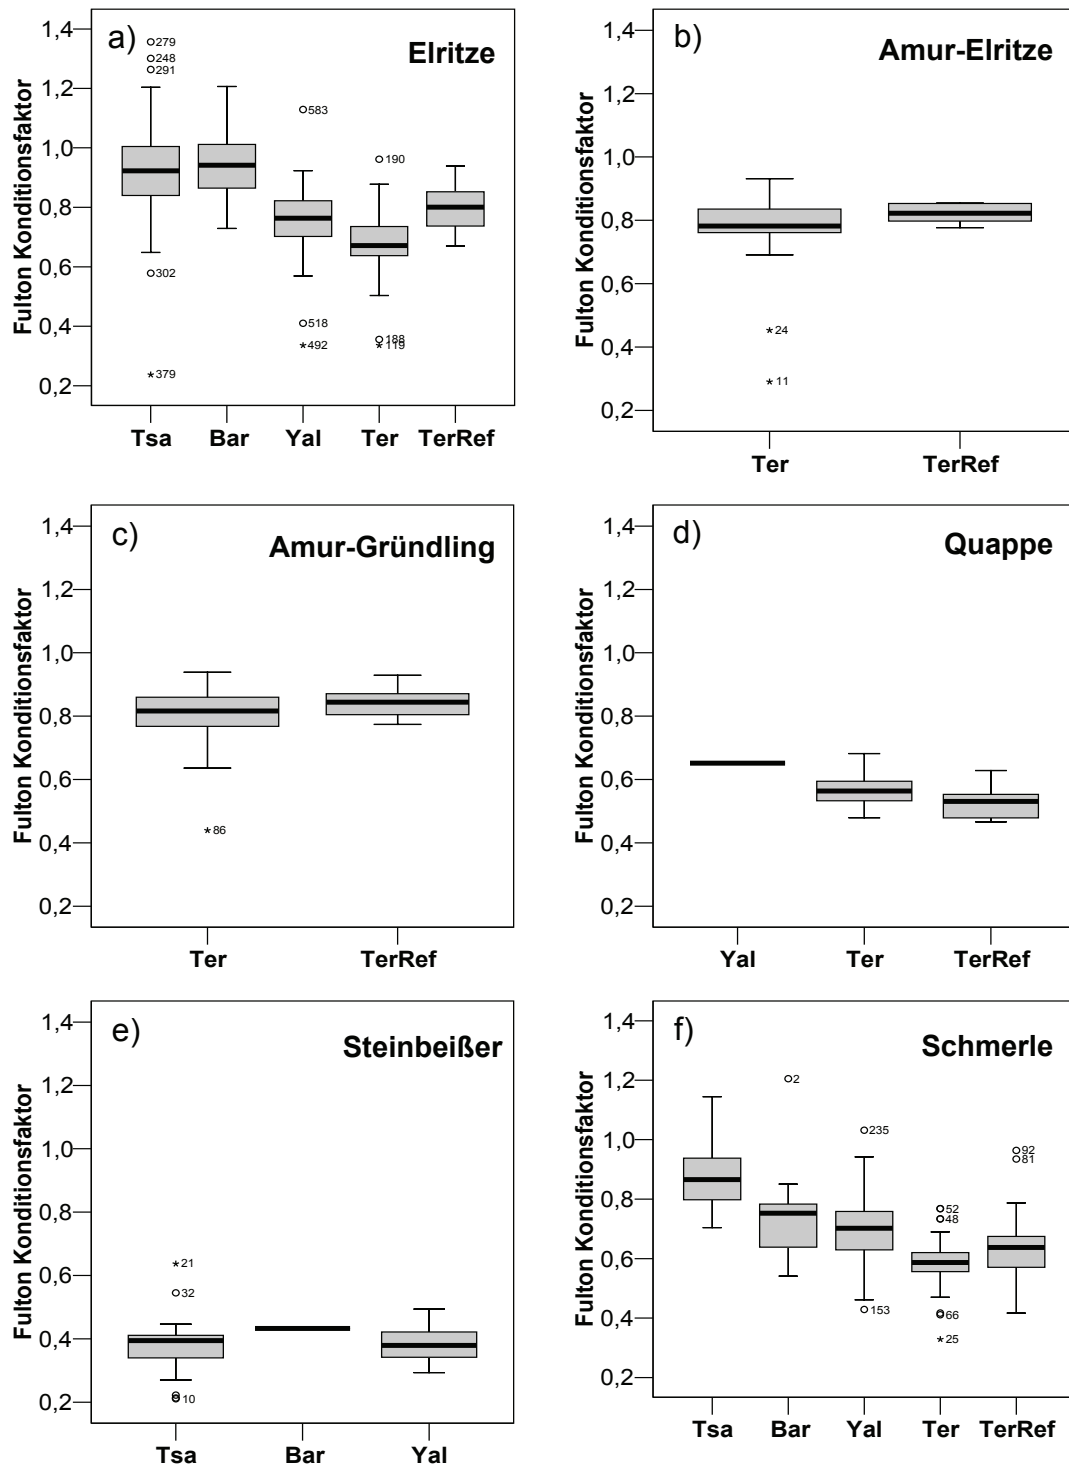 a)
Elritze
Fulton Konditionsfaktor
1,4
1,2
1,0
0,8
0,6
0,4
0,2
279
248
291
302
379
583
518
492
190
188
119
Tsa Bar Yal Ter TerRef
b)
Amur-Elritze
Fulton Konditionsfaktor
1,4
1,2
1,0
0,8
0,6
0,4
0,2
24
11
Ter TerRef
c)
Amur-Gründling
Fulton Konditionsfaktor
1,4
1,2
1,0
0,8
0,6
0,4
0,2
86
Ter TerRef
d)
Quappe
Fulton Konditionsfaktor
1,4
1,2
1,0
0,8
0,6
0,4
0,2
Yal Ter TerRef
e)
Steinbeißer
Fulton Konditionsfaktor
1,4
1,2
1,0
0,8
0,6
0,4
0,2
21
32
10
Tsa Bar Yal
f)
Schmerle
Fulton Konditionsfaktor
1,4
1,2
1,0
0,8
0,6
0,4
0,2
2
235
153
52
48
66
25
92
81
Tsa Bar Yal Ter TerRef